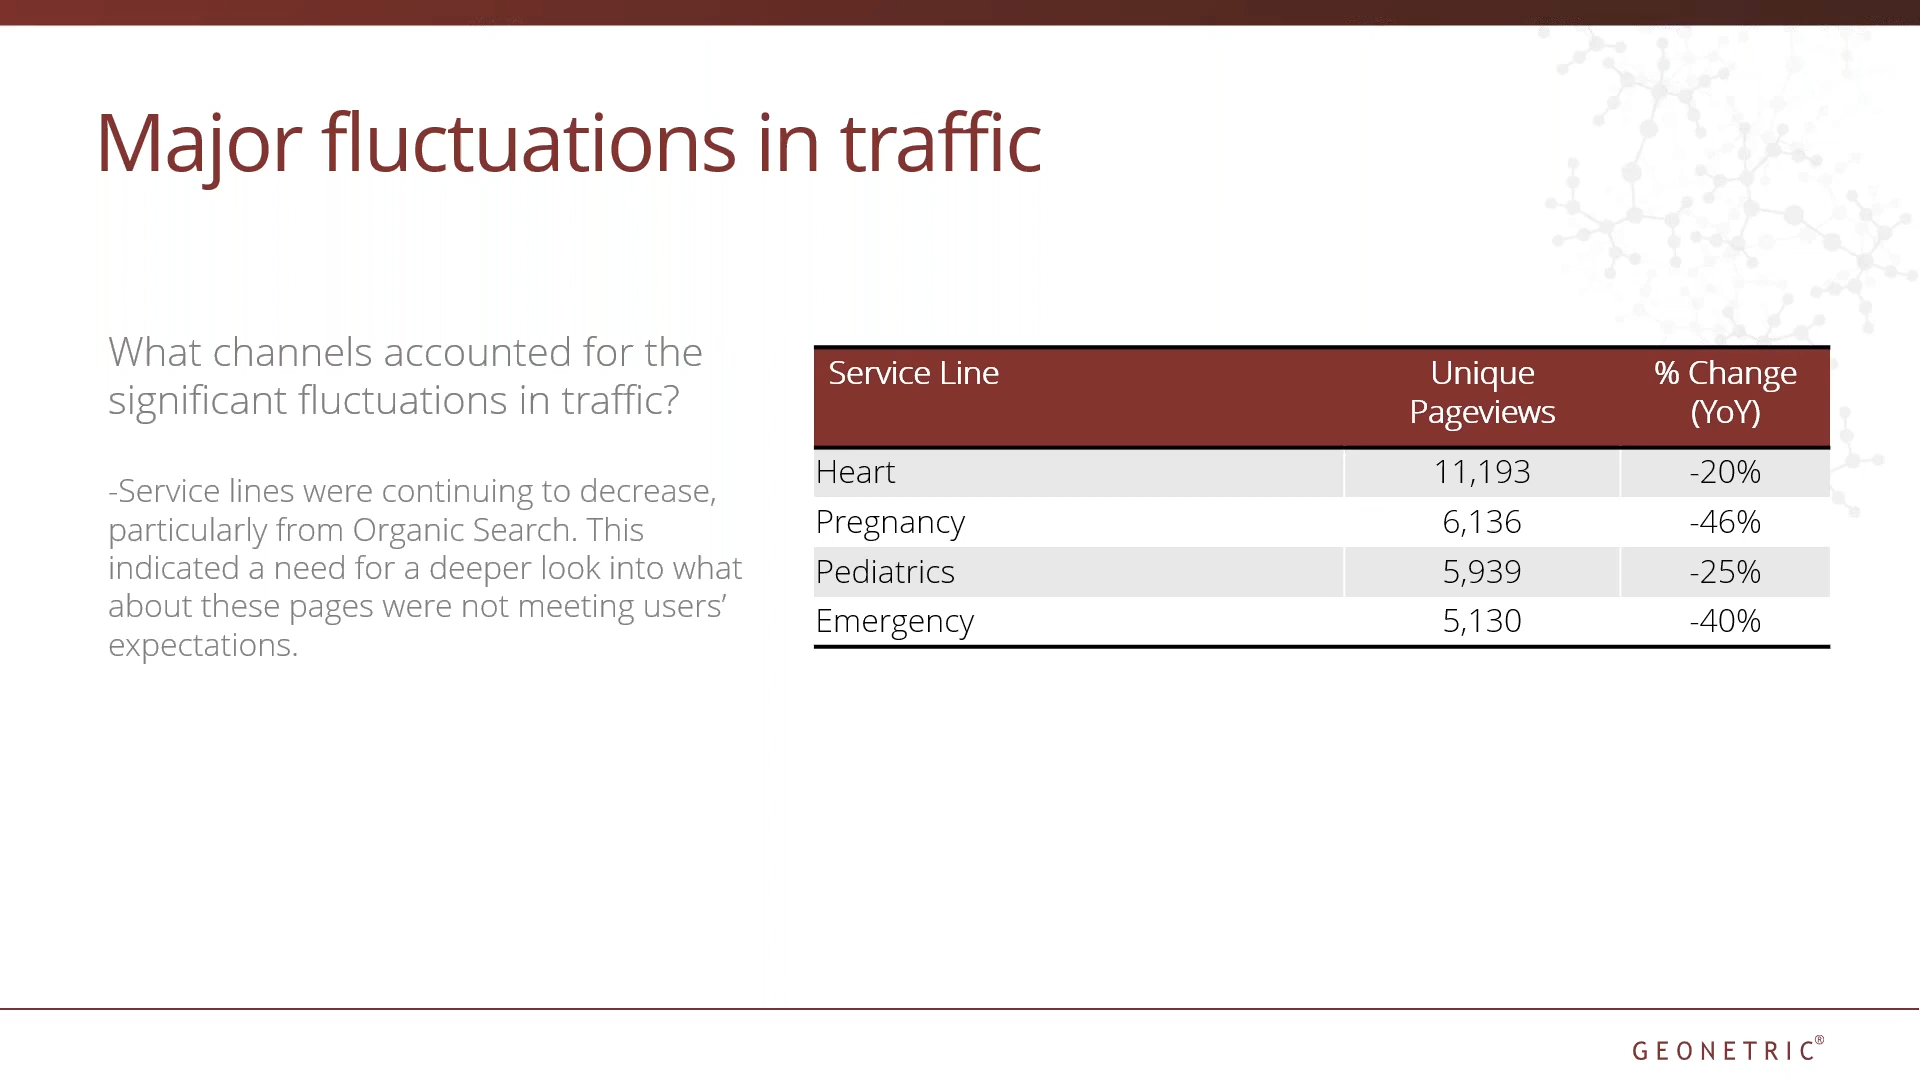 Major fluctuations in traffic
What channels accounted for the
significant fluctuations in traffic?
-Service lines were continuing to decrease,
particularly from Organic Search. This
indicated a need for a deeper look into what
about these pages were not meeting users’
expectations.
Service Line Unique Pageviews % Change (YoY)
Heart 11,193 -20%
Pregnancy 6,136 -46%
Pediatrics 5,939 -25%
Emergency 5,130 -40%
GEONETRIC®